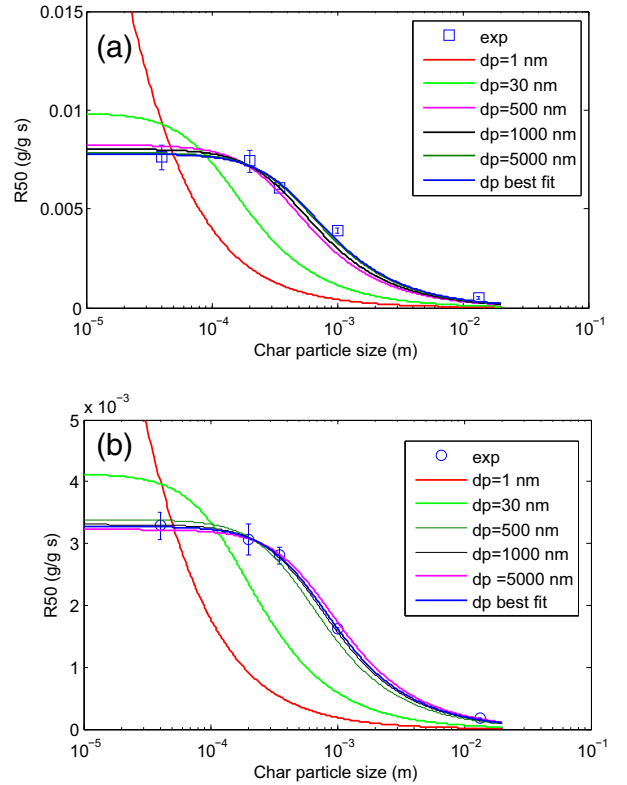 (a)
exp
dp=1 nm
dp=30 nm
dp=500 nm
dp=1000 nm
dp=5000 nm
dp best fit
0.015
0.01
0.005
0
R50 (g/g s)
10⁻⁵ 10⁻⁴ 10⁻³ 10⁻² 10⁻¹
Char particle size (m)
x 10⁻³
(b)
exp
dp=1 nm
dp=30 nm
dp=500 nm
dp=1000 nm
dp =5000 nm
dp best fit
5
4
3
2
1
0
R50 (g/g s)
10⁻⁵ 10⁻⁴ 10⁻³ 10⁻² 10⁻¹
Char particle size (m)